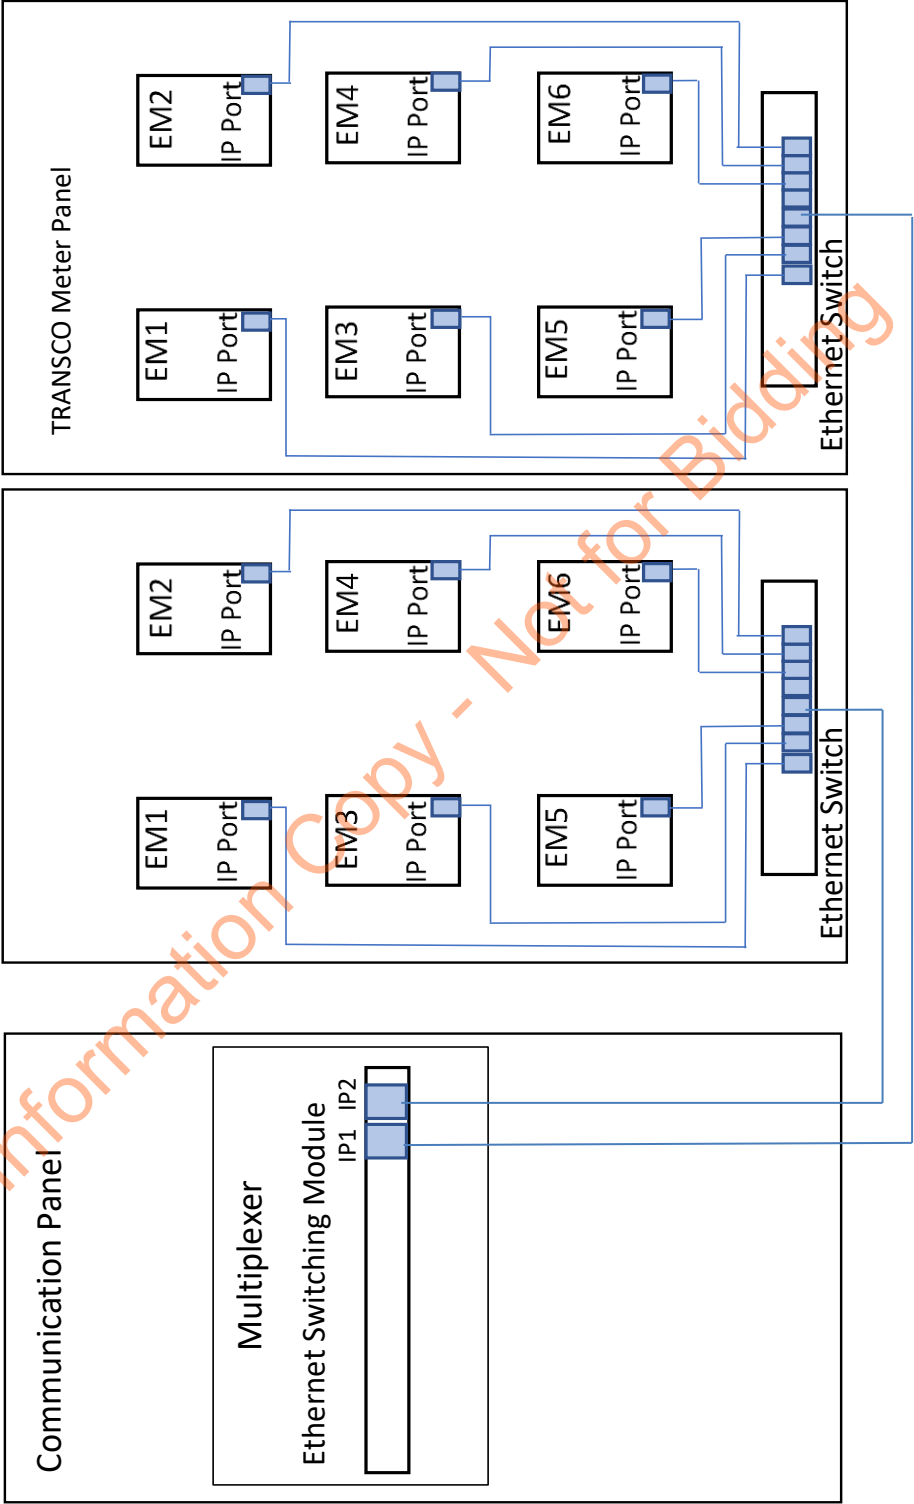 Communication Panel
Multiplexer
Ethernet Switching Module
IP1 IP2
EM1
IP Port
EM2
IP Port
EM3
IP Port
EM4
IP Port
EM5
IP Port
EM6
IP Port
Ethernet Switch
TRANSCO Meter Panel
EM1
IP Port
EM2
IP Port
EM3
IP Port
EM4
IP Port
EM5
IP Port
EM6
IP Port
Ethernet Switch
Information Copy - Not for Bidding